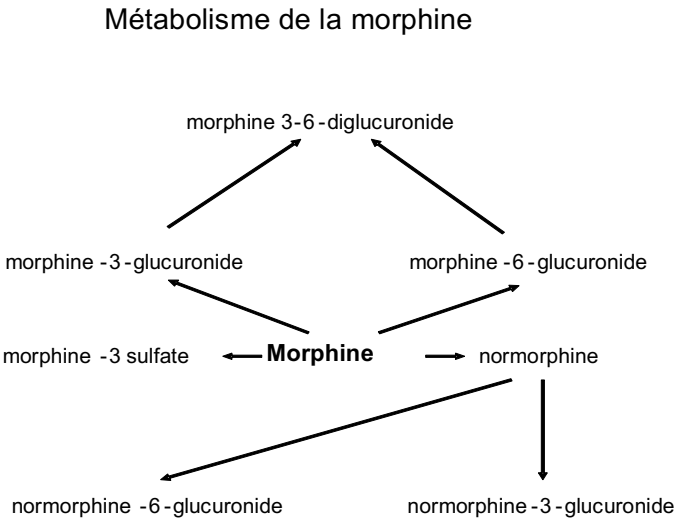 Métabolisme de la morphine
morphine 3-6-diglucuronide
morphine -3-glucuronide
morphine -6-glucuronide
morphine -3 sulfate
Morphine
normorphine
normorphine -6-glucuronide
normorphine-3-glucuronide